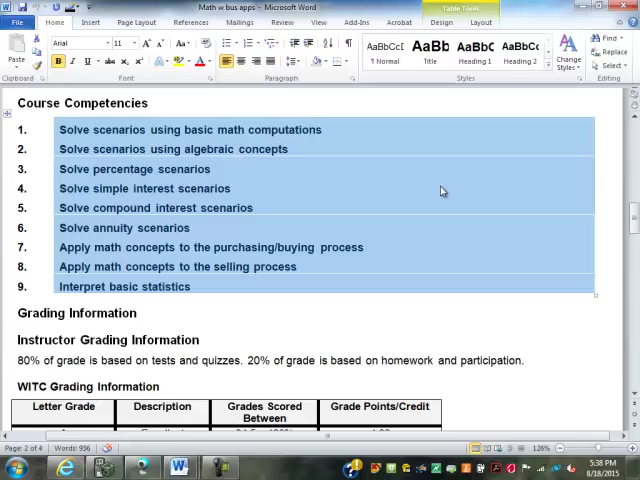 Math w bus apps - Microsoft Word
Table Tools
File Home Insert Page Layout References Mailings Review View Add-Ins Acrobat Design Layout
Arial 11
AaBbCcI AaBb AaBbC AaBbCc
Paste
B I U
¶ Normal Title Heading 1 Heading 2
Change Styles
Find
Replace
Select
Clipboard Font Paragraph Styles Editing
Course Competencies
1. Solve scenarios using basic math computations
2. Solve scenarios using algebraic concepts
3. Solve percentage scenarios
4. Solve simple interest scenarios
5. Solve compound interest scenarios
6. Solve annuity scenarios
7. Apply math concepts to the purchasing/buying process
8. Apply math concepts to the selling process
9. Interpret basic statistics
Grading Information
Instructor Grading Information
80% of grade is based on tests and quizzes. 20% of grade is based on homework and participation.
WITC Grading Information
Letter Grade Description Grades Scored Between Grade Points/Credit
Page: 2 of 4 Words: 936 126%
5:38 PM
8/18/2015